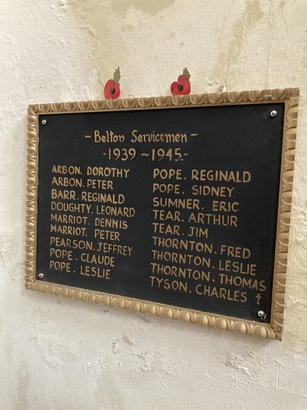 - Belton Servicemen -
- 1939 ~ 1945 -
ARBON. DOROTHY
ARBON. PETER
BARR. REGINALD
DOUGHTY. LEONARD
MARRIOT. DENNIS
MARRIOT. PETER
PEARSON. JEFFREY
POPE. CLAUDE
POPE. LESLIE
POPE. REGINALD
POPE. SIDNEY
SUMNER. ERIC
TEAR. ARTHUR
TEAR. JIM
THORNTON. FRED
THORNTON. LESLIE
THORNTON. THOMAS
TYSON. CHARLES †